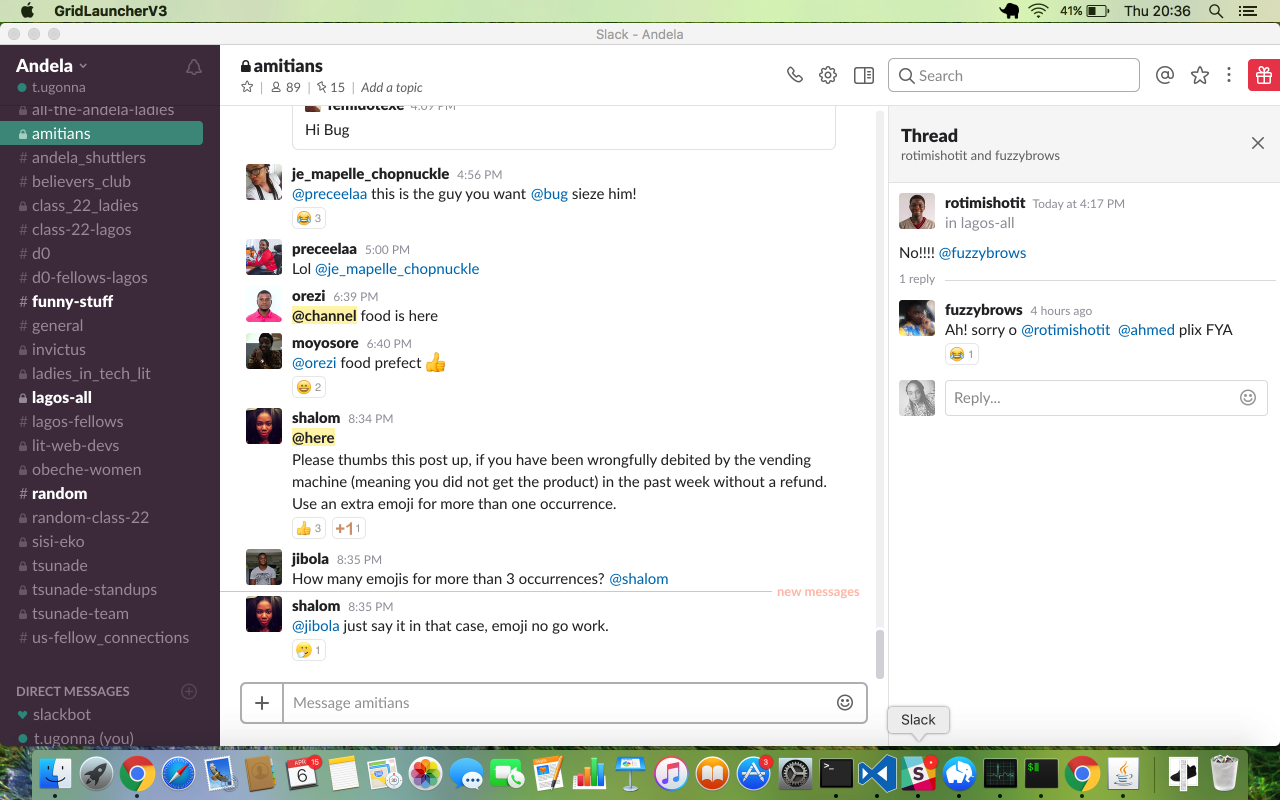 GridLauncherV3
41%
Thu 20:36
Slack - Andela
Andela
t.ugonna
all-the-andela-ladies
amitians
# andela_shuttlers
# believers_club
class_22_ladies
# class-22-lagos
# d0
# d0-fellows-lagos
# funny-stuff
# general
invictus
# ladies_in_tech_lit
lagos-all
# lagos-fellows
lit-web-devs
obeche-women
# random
random-class-22
sisi-eko
tsunade
tsunade-standups
tsunade-team
# us-fellow_connections
DIRECT MESSAGES
slackbot
t.ugonna (you)
amitians
89 | 15 | Add a topic
Search
femidotexe 4:09 PM
Hi Bug
je_mapelle_chopnuckle 4:56 PM
@preceelaa this is the guy you want @bug sieze him!
3
preceelaa 5:00 PM
Lol @je_mapelle_chopnuckle
orezi 6:39 PM
@channel food is here
moyosore 6:40 PM
@orezi food prefect
2
shalom 8:34 PM
@here
Please thumbs this post up, if you have been wrongfully debited by the vending
machine (meaning you did not get the product) in the past week without a refund.
Use an extra emoji for more than one occurrence.
3 +1 1
jibola 8:35 PM
How many emojis for more than 3 occurrences? @shalom
new messages
shalom 8:35 PM
@jibola just say it in that case, emoji no go work.
1
Message amitians
Thread
rotimishotit and fuzzybrows
rotimishotit Today at 4:17 PM
in lagos-all
No!!!! @fuzzybrows
1 reply
fuzzybrows 4 hours ago
Ah! sorry o @rotimishotit @ahmed plix FYA
1
Reply...
Slack
APR 15
6
3